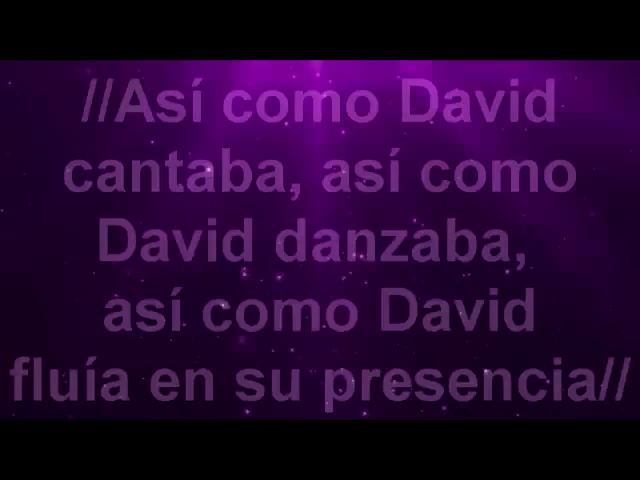 //Así como David
cantaba, así como
David danzaba,
así como David
fluía en su presencia//